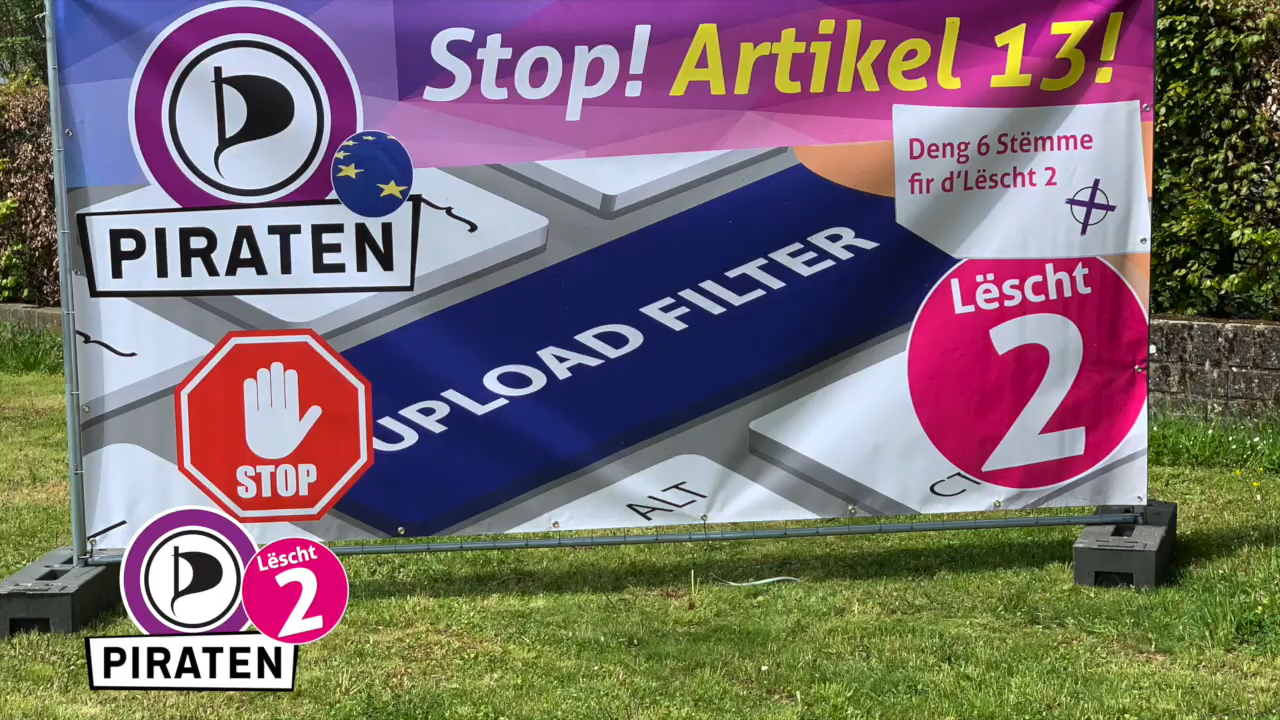 Stop! Artikel 13!
Deng 6 Stëmme
fir d'Lëscht 2
PIRATEN
UPLOAD FILTER
Lëscht
2
STOP
ALT
CT
Lëscht
2
PIRATEN